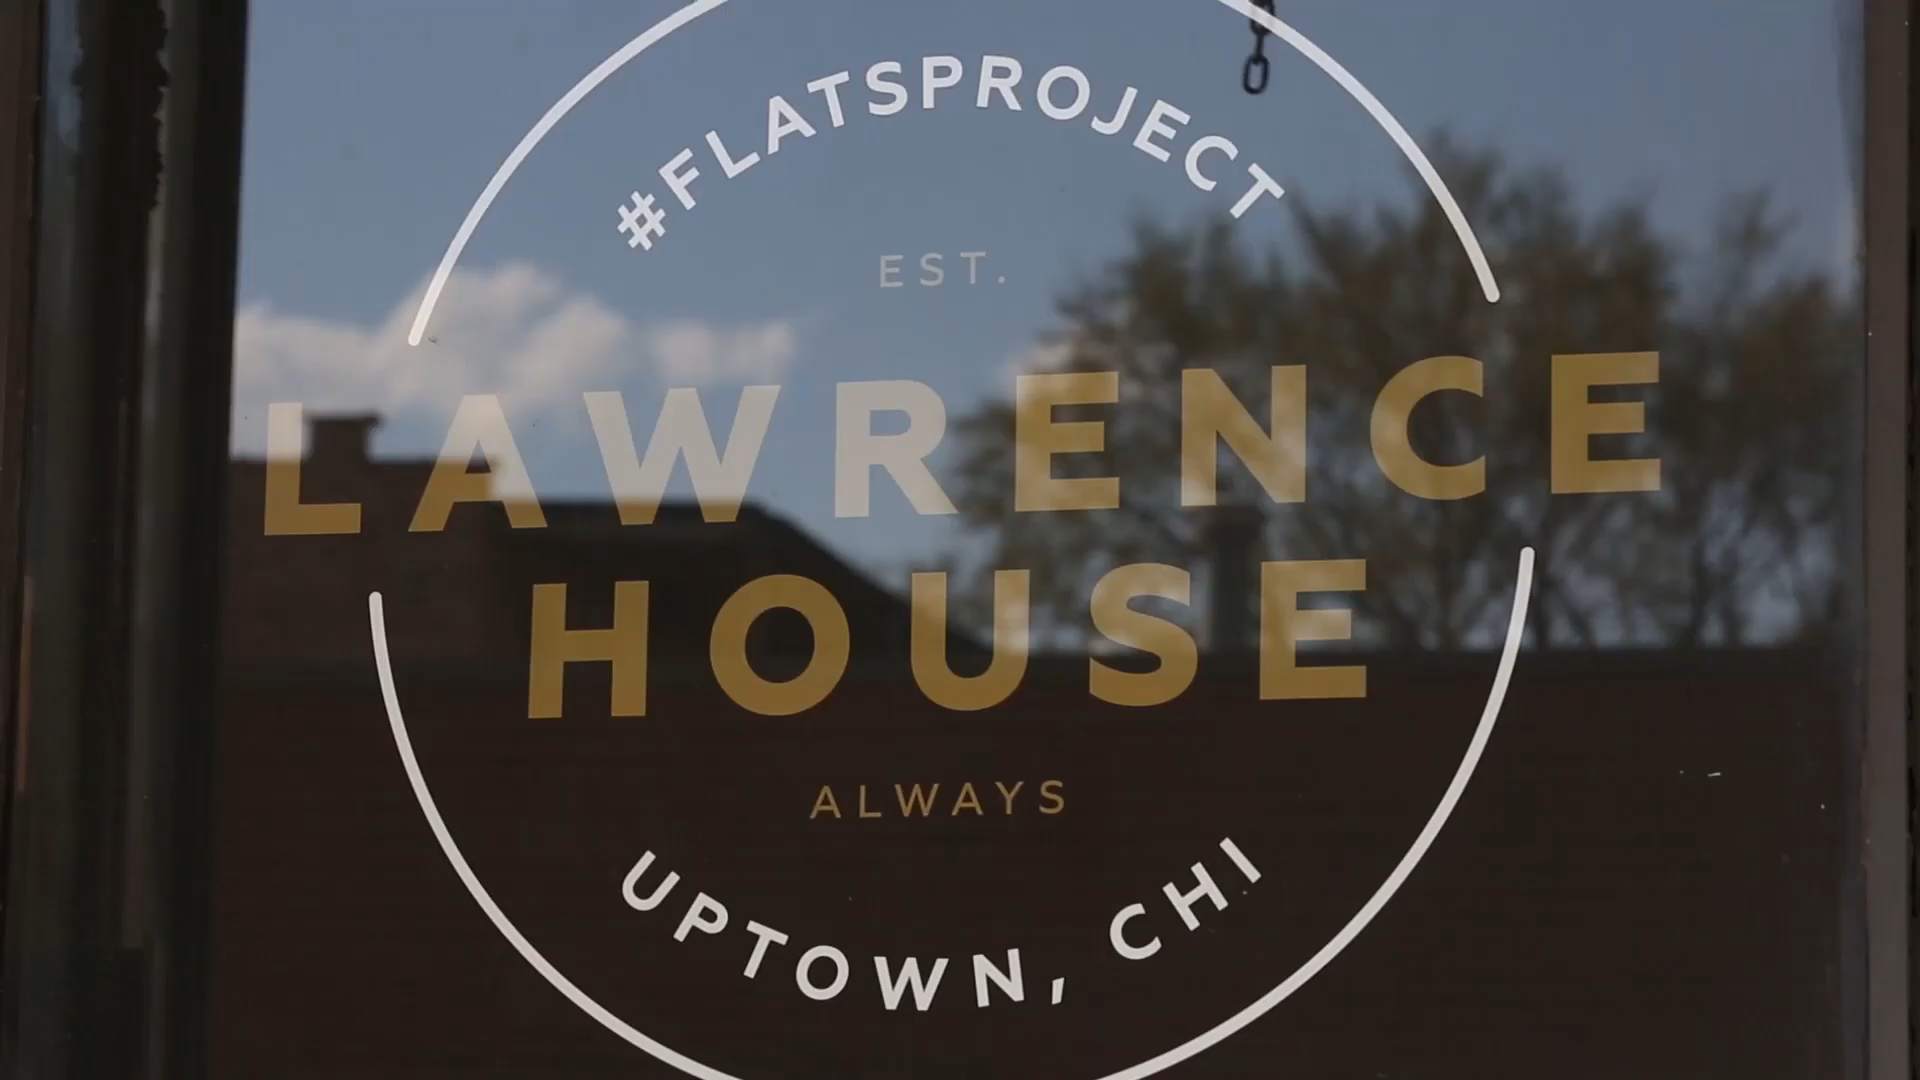 #FLATSPROJECT
EST.
LAWRENCE
HOUSE
ALWAYS
UPTOWN, CHI